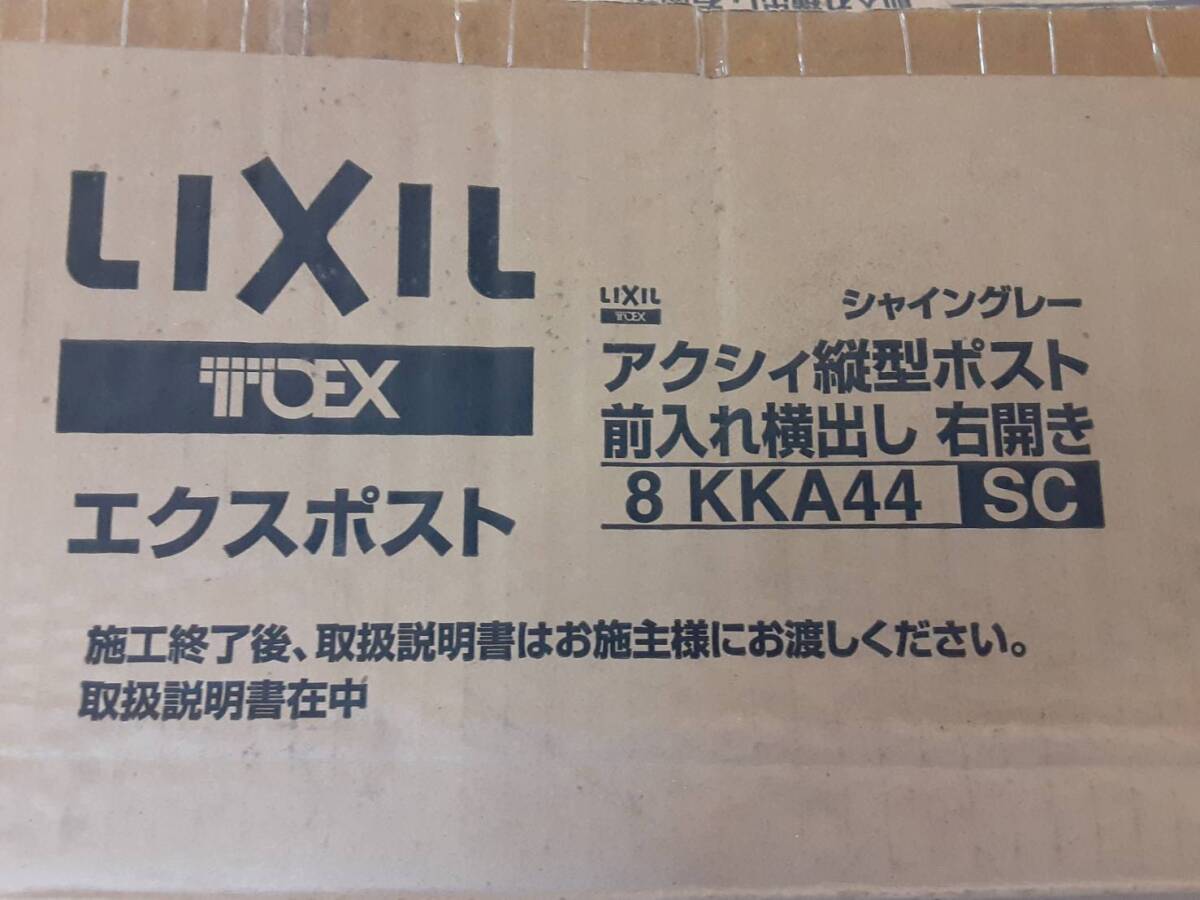 LIXIL
TOEX
エクスポスト
LIXIL
TOEX
シャイングレー
アクシィ縦型ポスト
前入れ横出し 右開き
8 KKA44 SC
施工終了後、取扱説明書はお施主様にお渡しください。
取扱説明書在中